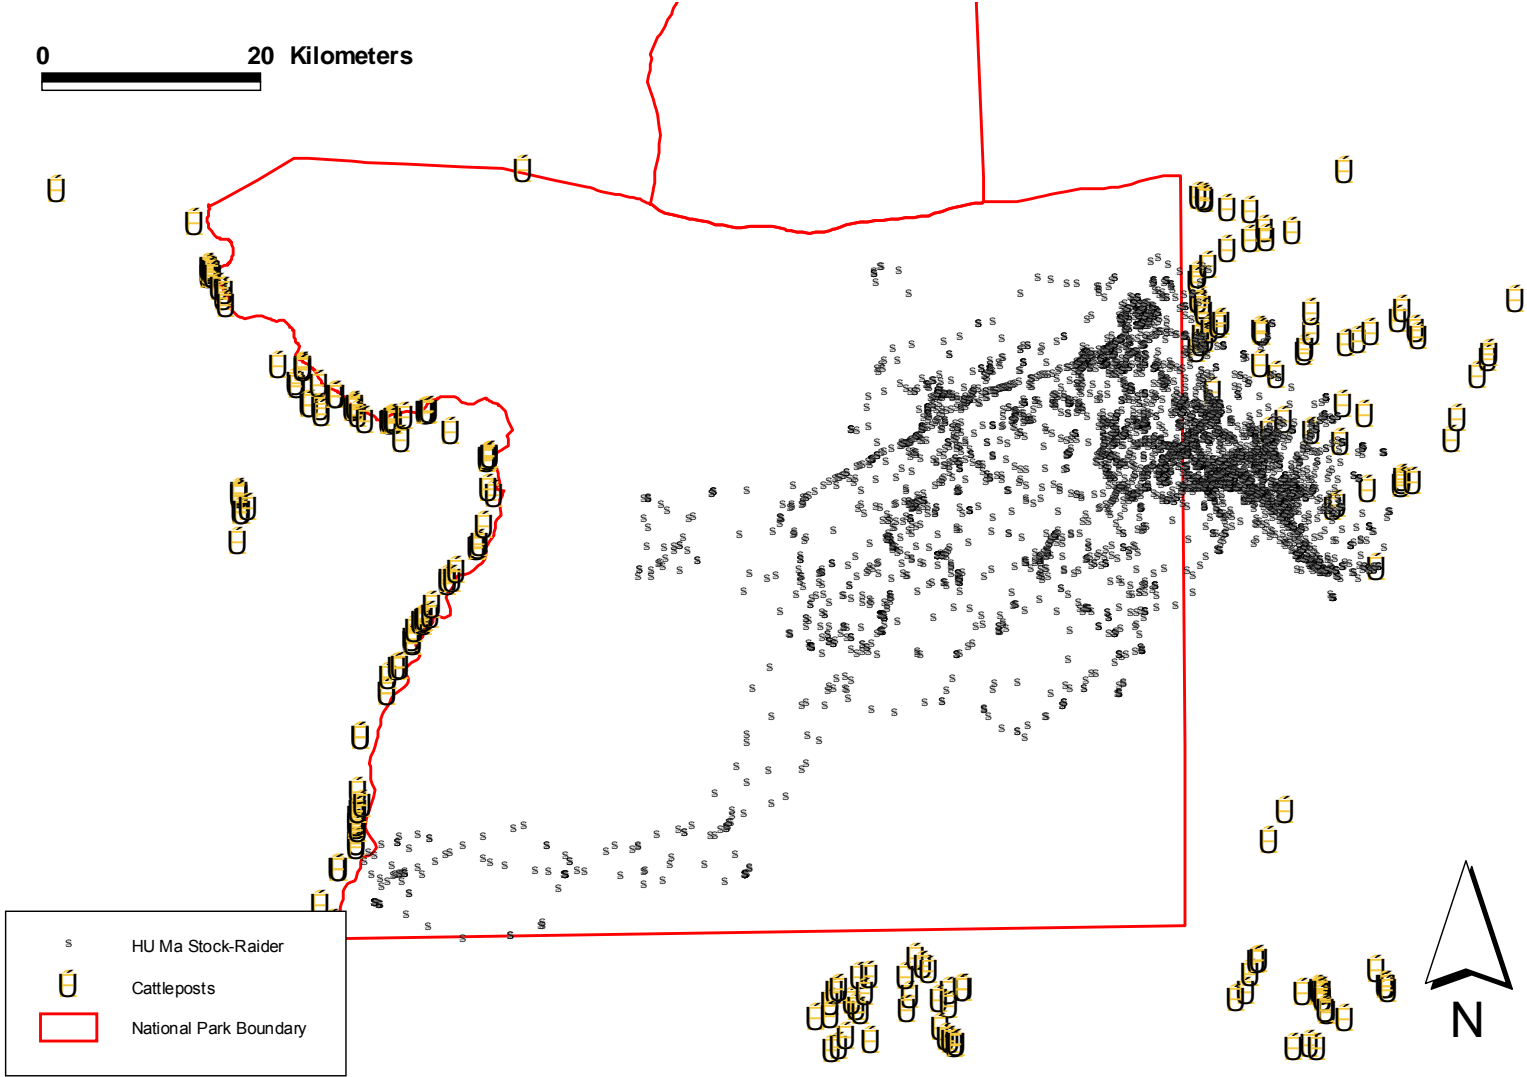 0 20 Kilometers
N
s HU Ma Stock-Raider
Cattleposts
National Park Boundary